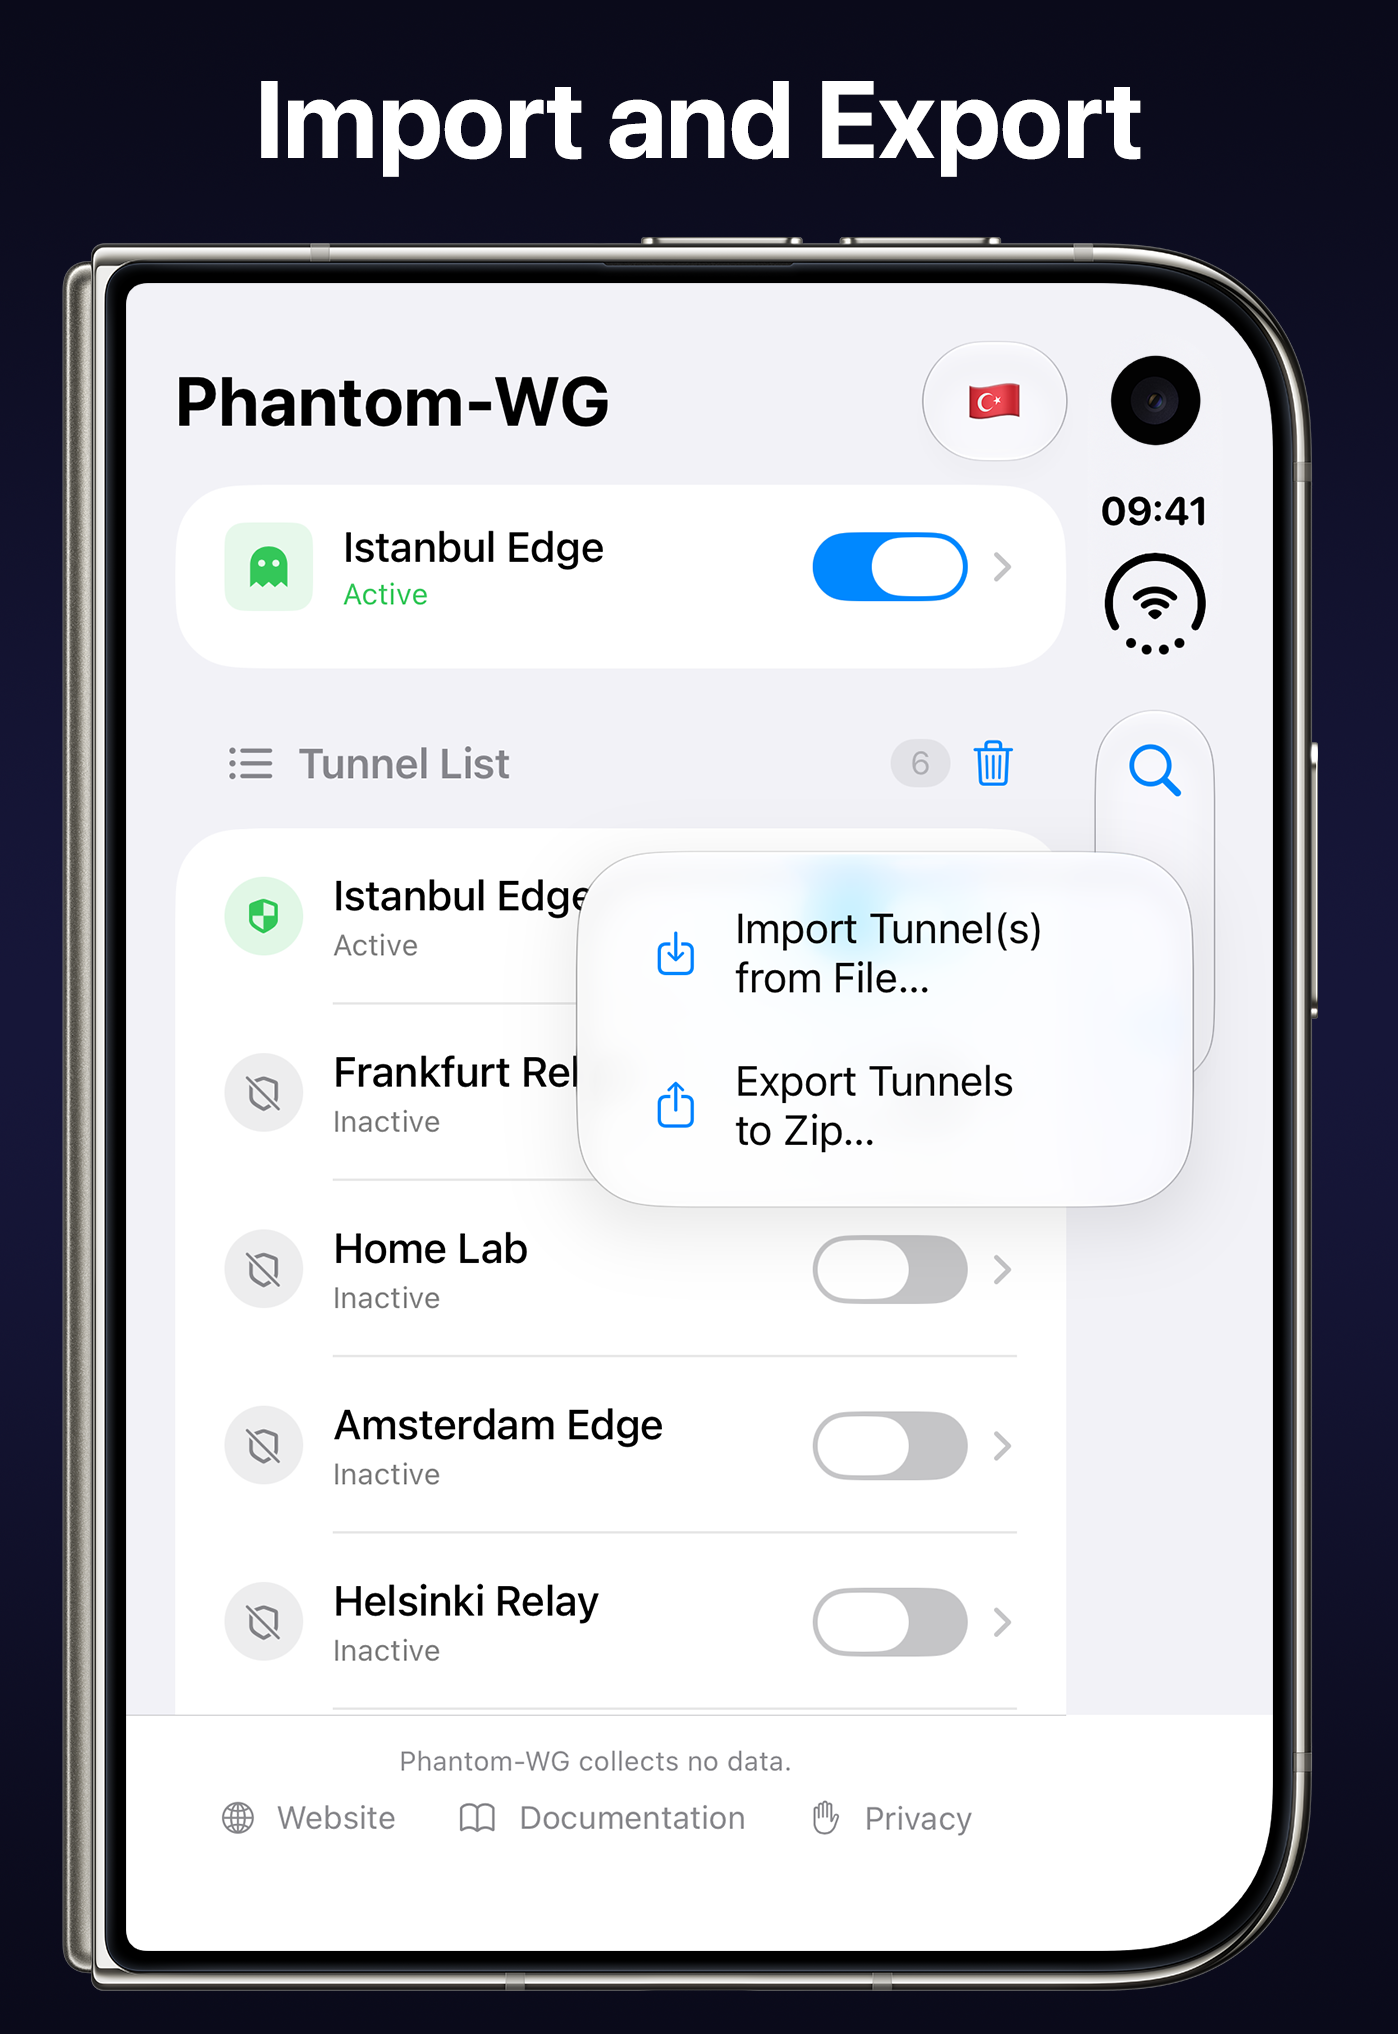 Import and Export
Phantom-WG
09:41
Istanbul Edge
Active
Tunnel List
6
Istanbul Edge
Active
Import Tunnel(s)
from File...
Export Tunnels
to Zip...
Frankfurt Rel
Inactive
Home Lab
Inactive
Amsterdam Edge
Inactive
Helsinki Relay
Inactive
Phantom-WG collects no data.
Website
Documentation
Privacy